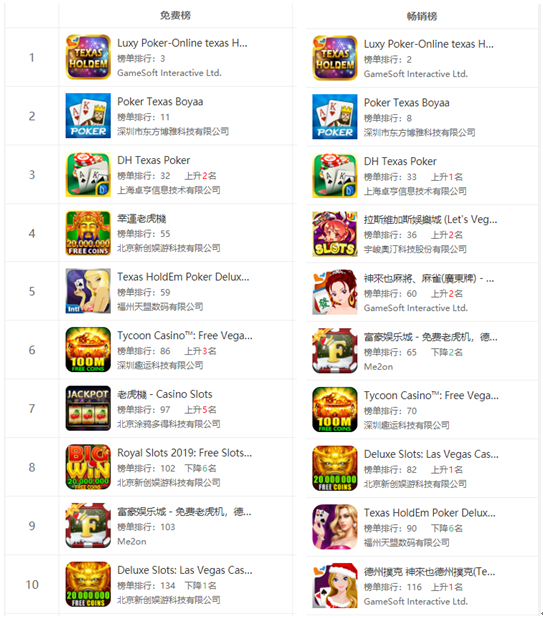 免费榜
畅销榜
1
Luxy Poker-Online texas H...
榜单排行：3
GameSoft Interactive Ltd.
Luxy Poker-Online texas H...
榜单排行：2
GameSoft Interactive Ltd.
2
Poker Texas Boyaa
榜单排行：11
深圳市东方博雅科技有限公司
Poker Texas Boyaa
榜单排行：8
深圳市东方博雅科技有限公司
3
DH Texas Poker
榜单排行：32 上升2名
上海卓亨信息技术有限公司
DH Texas Poker
榜单排行：33 上升1名
上海卓亨信息技术有限公司
4
幸運老虎機
榜单排行：55
北京新创娱游科技有限公司
拉斯維加斯娛樂城 (Let's Veg...
榜单排行：36 上升2名
宇峻奧汀科技股份有限公司
5
Texas HoldEm Poker Delux...
榜单排行：59
福州天盟数码有限公司
神來也麻將、麻雀(廣東牌) - ...
榜单排行：60 上升2名
GameSoft Interactive Ltd.
6
Tycoon Casino™: Free Vega...
榜单排行：86 上升3名
深圳趣运科技有限公司
富豪娱乐城 - 免费老虎机，德...
榜单排行：65 下降2名
Me2on
7
老虎機 - Casino Slots
榜单排行：97 上升5名
北京涂鸦多得科技有限公司
Tycoon Casino™: Free Vega...
榜单排行：70
深圳趣运科技有限公司
8
Royal Slots 2019: Free Slots...
榜单排行：102 下降6名
北京新创娱游科技有限公司
Deluxe Slots: Las Vegas Cas...
榜单排行：82 上升1名
北京新创娱游科技有限公司
9
富豪娱乐城 - 免费老虎机，德...
榜单排行：103
Me2on
Texas HoldEm Poker Delux...
榜单排行：90 下降6名
福州天盟数码有限公司
10
Deluxe Slots: Las Vegas Cas...
榜单排行：134 下降1名
北京新创娱游科技有限公司
德州撲克 神來也德州撲克(Te...
榜单排行：116 上升1名
GameSoft Interactive Ltd.
TEXAS
HOLDEM
TEXAS
HOLDEM
POKER
POKER
20,000,000
FREE COINS
SLOTS
Intl
100M
FREE COINS
JACKPOT
100M
FREE COINS
BIG
WIN
20,000,000
FREE COINS
20 000 000
FREE COINS
20 000 000
FREE COINS